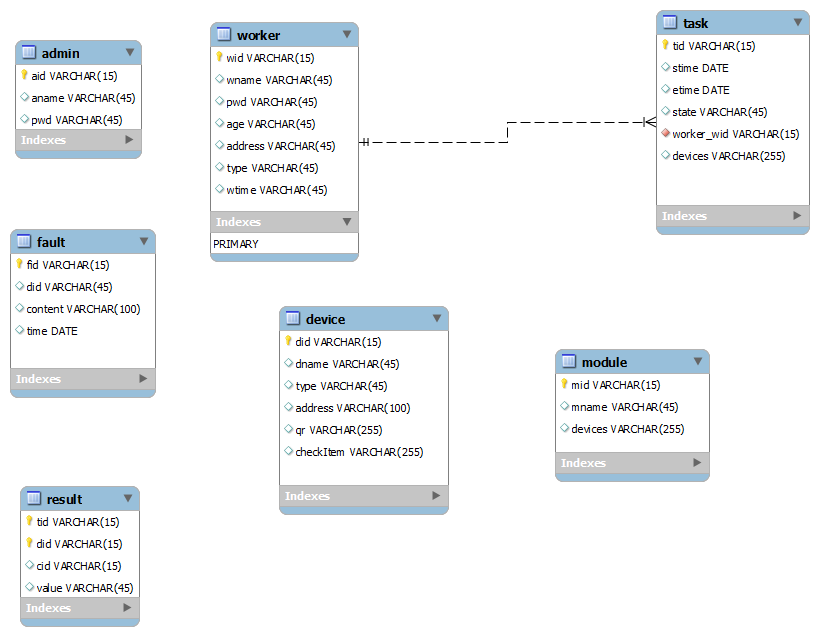 admin
aid VARCHAR(15)
aname VARCHAR(45)
pwd VARCHAR(45)
Indexes
worker
wid VARCHAR(15)
wname VARCHAR(45)
pwd VARCHAR(45)
age VARCHAR(45)
address VARCHAR(45)
type VARCHAR(45)
wtime VARCHAR(45)
Indexes
PRIMARY
task
tid VARCHAR(15)
stime DATE
etime DATE
state VARCHAR(45)
worker_wid VARCHAR(15)
devices VARCHAR(255)
Indexes
fault
fid VARCHAR(15)
did VARCHAR(45)
content VARCHAR(100)
time DATE
Indexes
device
did VARCHAR(15)
dname VARCHAR(45)
type VARCHAR(45)
address VARCHAR(100)
qr VARCHAR(255)
checkItem VARCHAR(255)
Indexes
module
mid VARCHAR(15)
mname VARCHAR(45)
devices VARCHAR(255)
Indexes
result
tid VARCHAR(15)
did VARCHAR(15)
cid VARCHAR(15)
value VARCHAR(45)
Indexes